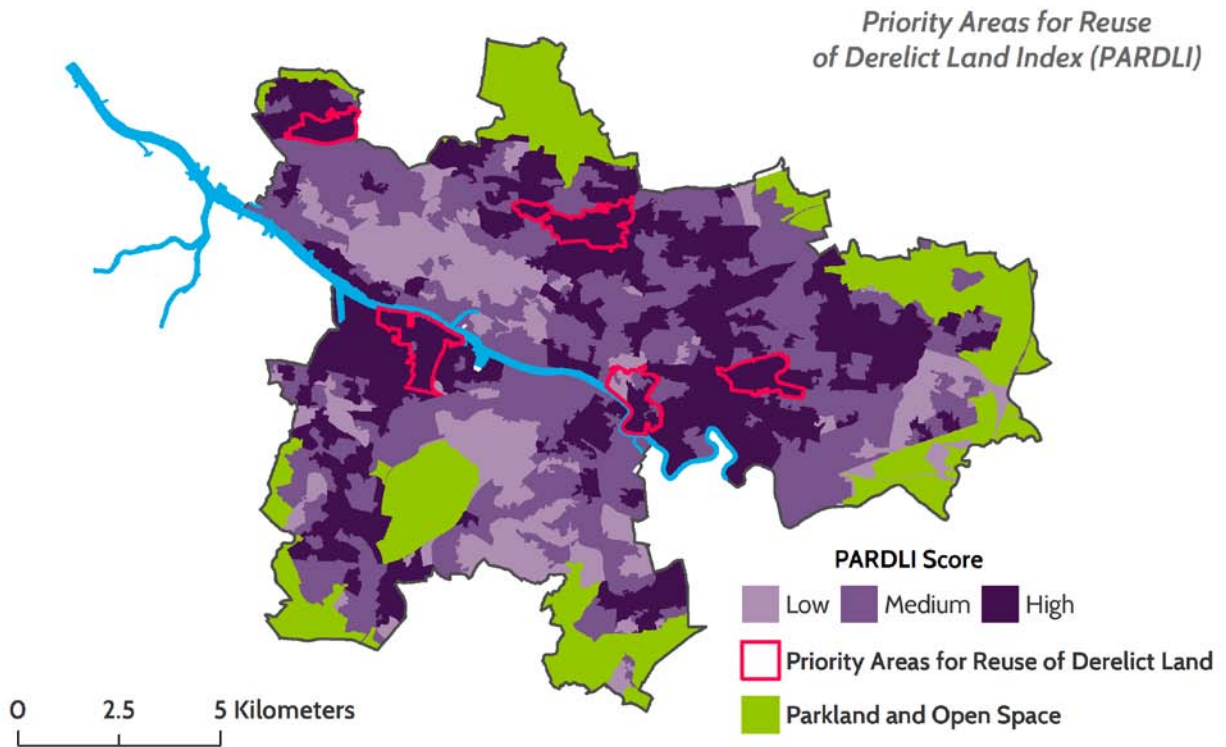 Priority Areas for Reuse
of Derelict Land Index (PARDLI)
PARDLI Score
Low Medium High
Priority Areas for Reuse of Derelict Land
Parkland and Open Space
0 2.5 5 Kilometers